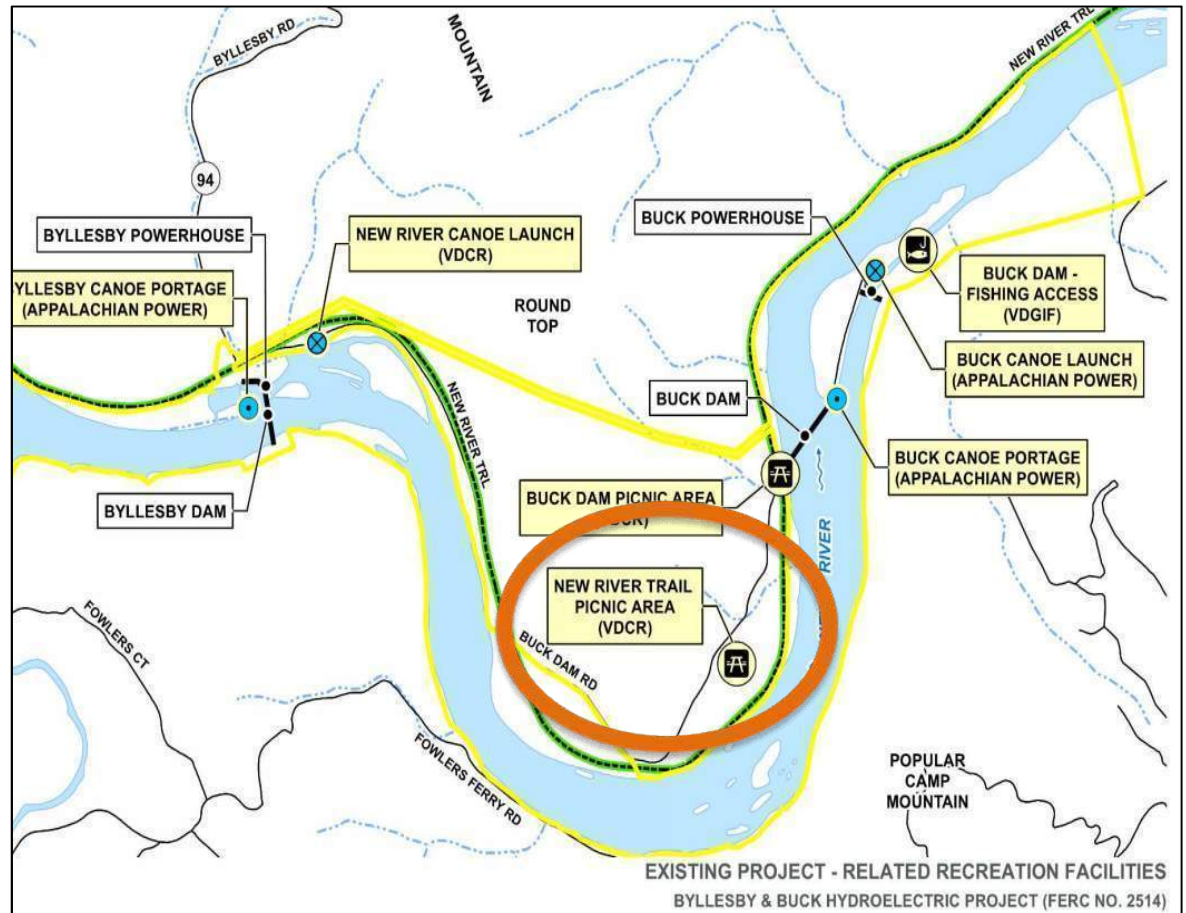 BYLLESBY RD
MOUNTAIN
NEW RIVER TRL
94
BYLLESBY POWERHOUSE
NEW RIVER CANOE LAUNCH
(VDCR)
BUCK POWERHOUSE
YLLESBY CANOE PORTAGE
(APPALACHIAN POWER)
ROUND
TOP
BUCK DAM -
FISHING ACCESS
(VDGIF)
BUCK CANOE LAUNCH
(APPALACHIAN POWER)
NEW RIVER TRL
BUCK DAM
BUCK CANOE PORTAGE
(APPALACHIAN POWER)
BYLLESBY DAM
BUCK DAM PICNIC AREA
RIVER
NEW RIVER TRAIL
PICNIC AREA
(VDCR)
FOWLERS CT
BUCK DAM RD
FOWLERS FERRY RD
POPULAR
CAMP
MOUNTAIN
EXISTING PROJECT - RELATED RECREATION FACILITIES
BYLLESBY & BUCK HYDROELECTRIC PROJECT (FERC NO. 2514)